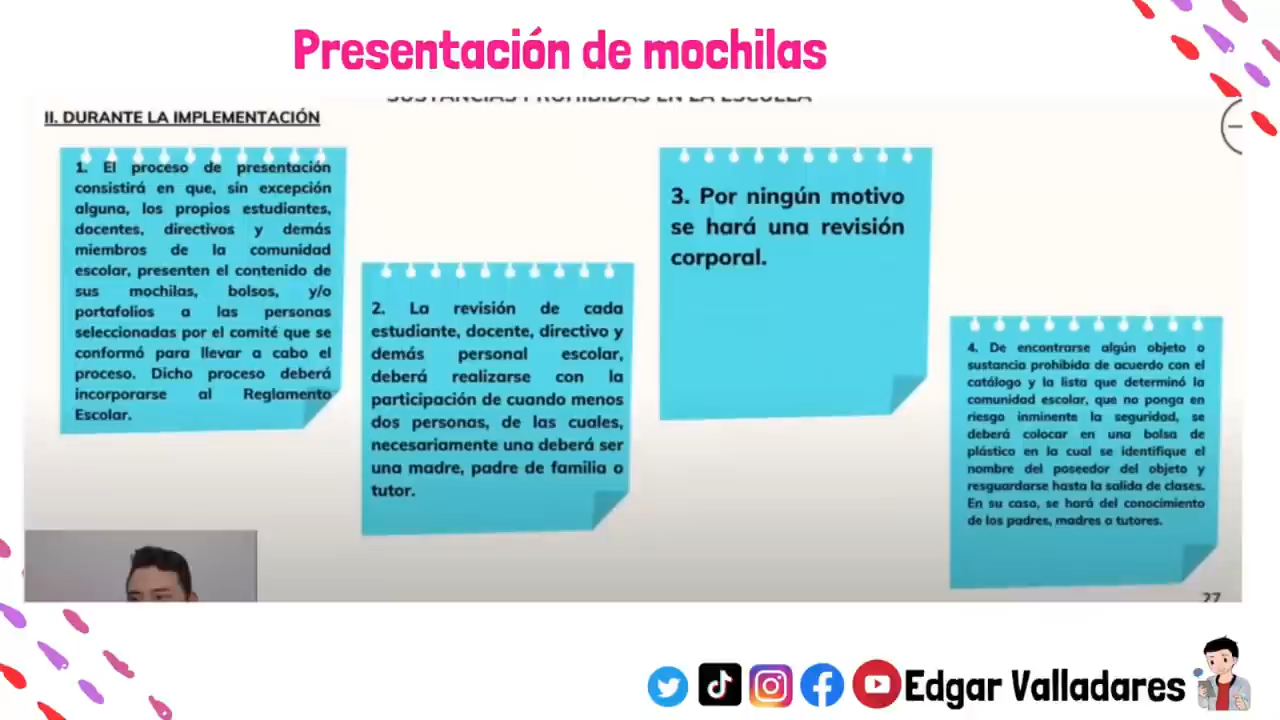 Presentación de mochilas
SUSTANCIAS PROHIBIDAS EN LA ESCUELA
II. DURANTE LA IMPLEMENTACIÓN
1. El proceso de presentación
consistirá en que, sin excepción
alguna, los propios estudiantes,
docentes, directivos y demás
miembros de la comunidad
escolar, presenten el contenido de
sus mochilas, bolsos, y/o
portafolios a las personas
seleccionadas por el comité que se
conformó para llevar a cabo el
proceso. Dicho proceso deberá
incorporarse al Reglamento
Escolar.
2. La revisión de cada
estudiante, docente, directivo y
demás personal escolar,
deberá realizarse con la
participación de cuando menos
dos personas, de las cuales,
necesariamente una deberá ser
una madre, padre de familia o
tutor.
3. Por ningún motivo
se hará una revisión
corporal.
4. De encontrarse algún objeto o
sustancia prohibida de acuerdo con el
catálogo y la lista que determinó la
comunidad escolar, que no ponga en
riesgo inminente la seguridad, se
deberá colocar en una bolsa de
plástico en la cual se identifique el
nombre del poseedor del objeto y
resguardarse hasta la salida de clases.
En su caso, se hará del conocimiento
de los padres, madres o tutores.
27
Edgar Valladares